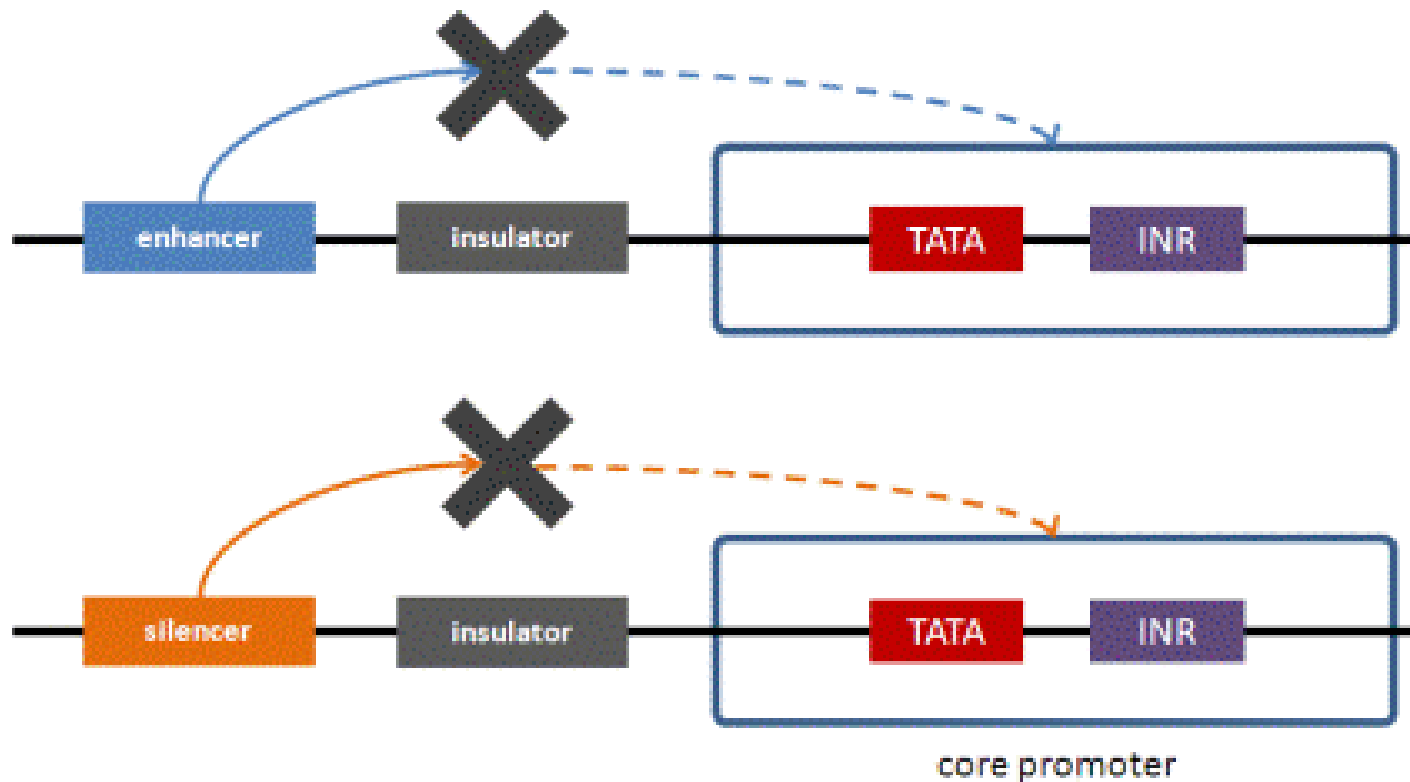 enhancer insulator TATA INR
silencer insulator TATA INR
core promoter